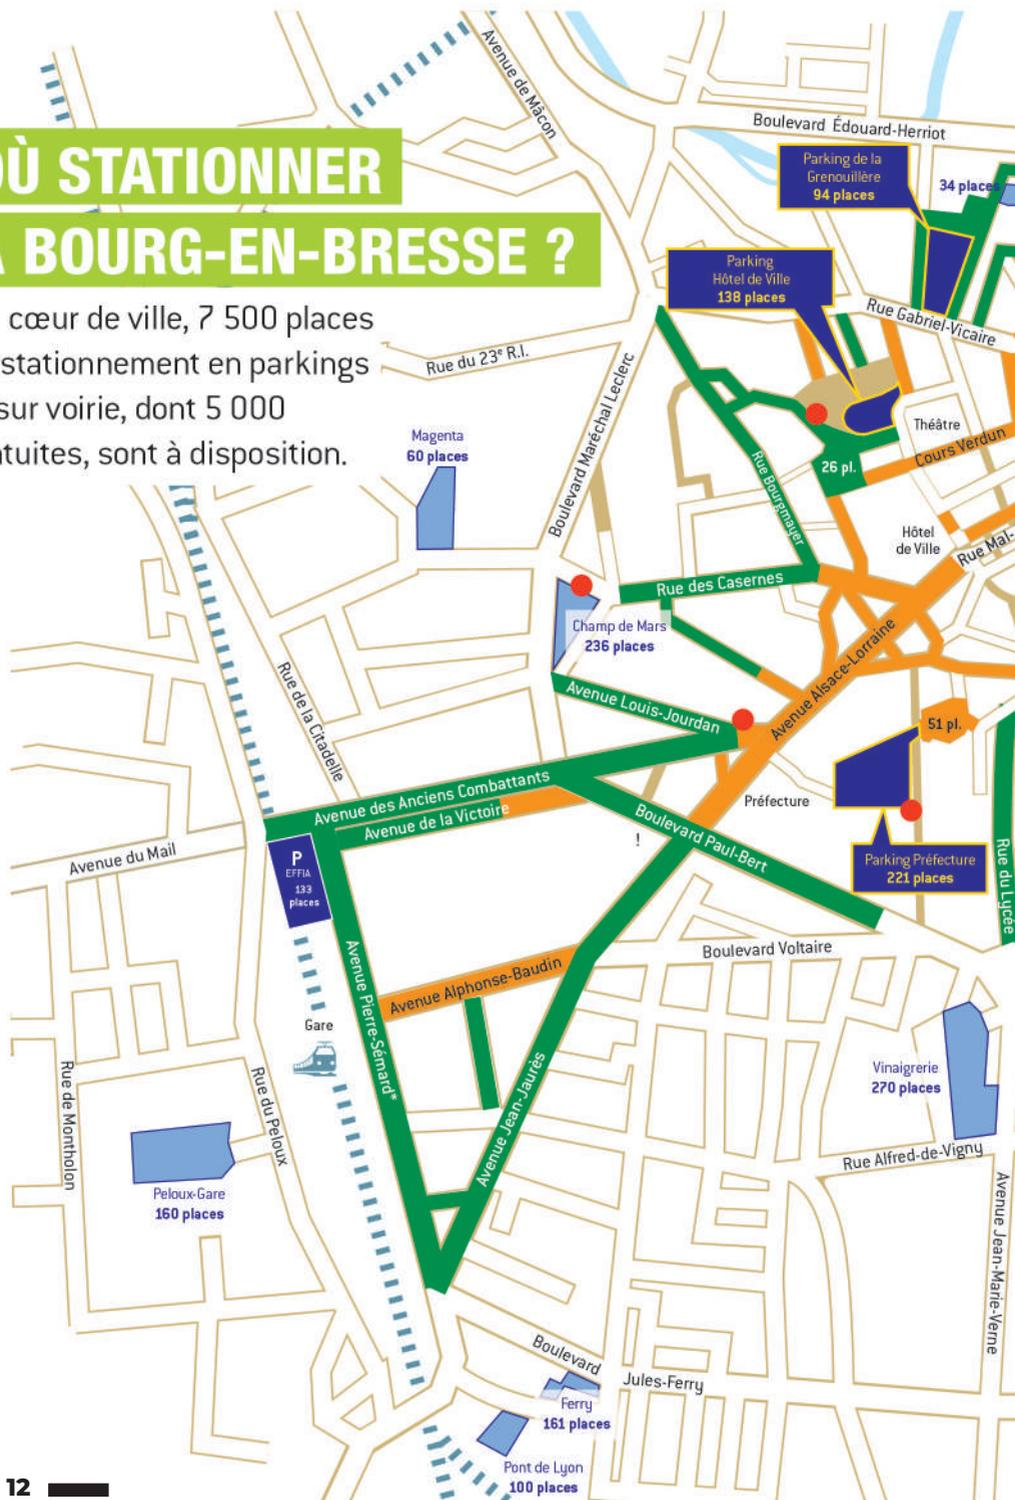 OÙ STATIONNER
À BOURG-EN-BRESSE ?
cœur de ville, 7 500 places
stationnement en parkings
sur voirie, dont 5 000
sont à disposition.
Avenue de Mâcon
Boulevard Édouard-Herriot
Parking de la
Grenouillère
94 places
34 places
Parking
Hôtel de Ville
138 places
Rue Gabriel-Vicaire
Rue du 23e R.I.
Boulevard Maréchal Leclerc
Magenta
60 places
Théâtre
Cours Verdun
26 pl.
Rue Bourgmayer
Hôtel
de Ville
Rue Mal-
Rue des Casernes
Champ de Mars
236 places
Avenue Alsace-Lorraine
Rue de la Citadelle
Avenue Louis-Jourdan
51 pl.
Avenue des Anciens Combattants
Avenue de la Victoire
Préfecture
!
Boulevard Paul-Bert
Parking Préfecture
221 places
Rue du Lycée
Avenue du Mail
P
EFFIA
133
places
Boulevard Voltaire
Avenue Pierre-Sémard*
Avenue Alphonse-Baudin
Gare
Vinaigrerie
270 places
Rue de Montholon
Rue du Peloux
Avenue Jean-Jaurès
Rue Alfred-de-Vigny
Peloux-Gare
160 places
Avenue Jean-Marie-Verne
Boulevard
Jules-Ferry
Ferry
161 places
Pont de Lyon
100 places
12